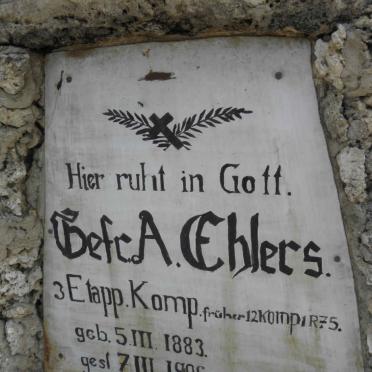 Hier ruht in Gott.
Gefr. A. Ehlers.
3 Etapp. Komp. früher 12 Komp I R 75.
geb. 5. III. 1883.
gest 7. III